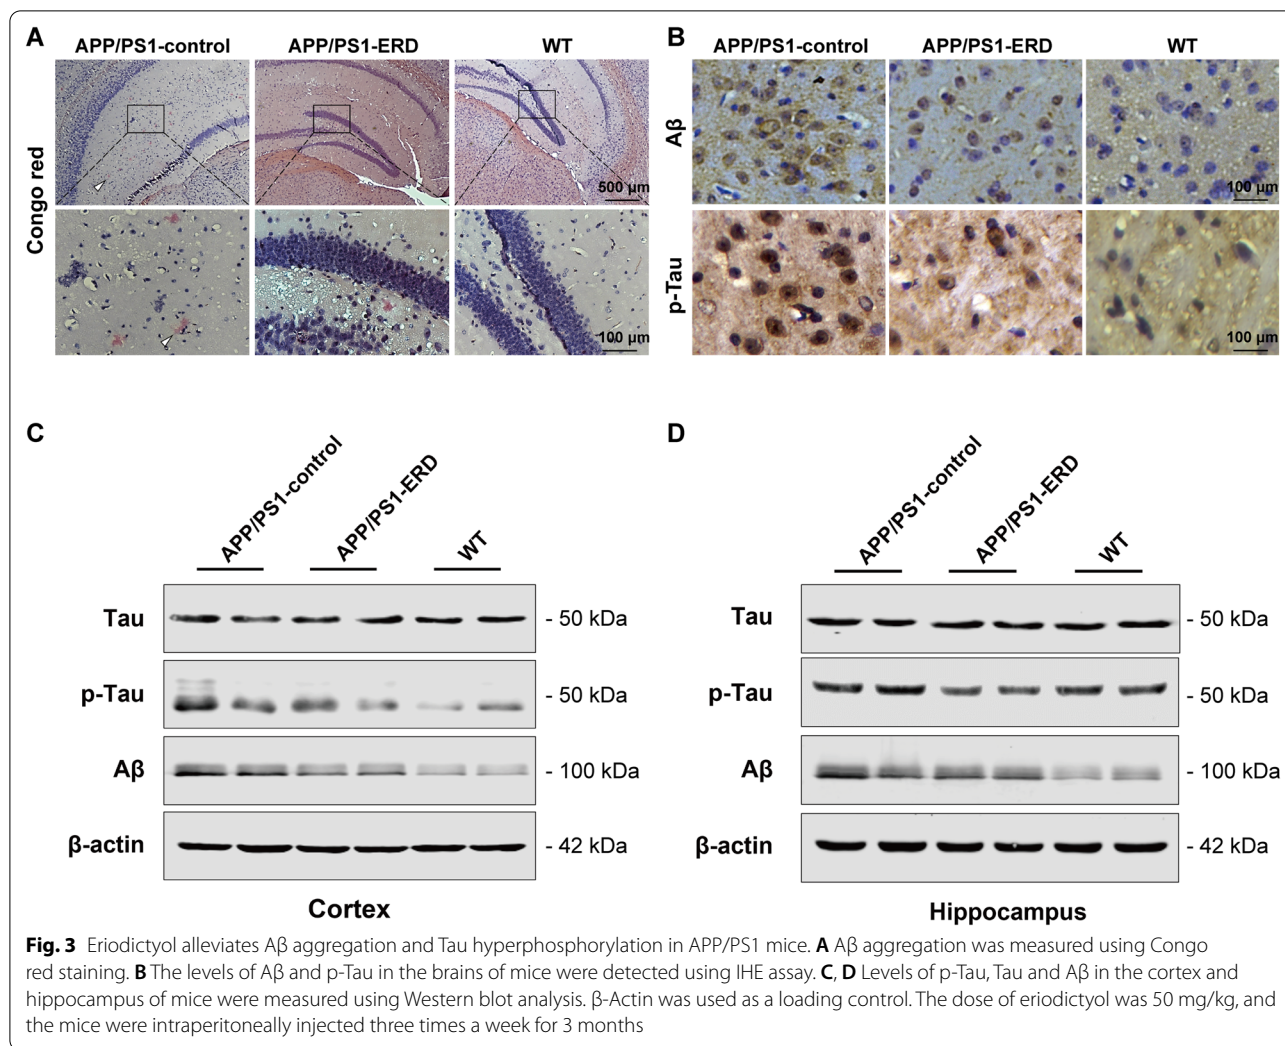 A
APP/PS1-control APP/PS1-ERD WT
Congo red
500 μm
100 μm
B
APP/PS1-control APP/PS1-ERD WT
Aβ
100 μm
p-Tau
100 μm
C
APP/PS1-control
APP/PS1-ERD
WT
Tau - 50 kDa
p-Tau - 50 kDa
Aβ - 100 kDa
β-actin - 42 kDa
Cortex
D
APP/PS1-control
APP/PS1-ERD
WT
Tau - 50 kDa
p-Tau - 50 kDa
Aβ - 100 kDa
β-actin - 42 kDa
Hippocampus
Fig. 3 Eriodictyol alleviates Aβ aggregation and Tau hyperphosphorylation in APP/PS1 mice. A Aβ aggregation was measured using Congo
red staining. B The levels of Aβ and p-Tau in the brains of mice were detected using IHE assay. C, D Levels of p-Tau, Tau and Aβ in the cortex and
hippocampus of mice were measured using Western blot analysis. β-Actin was used as a loading control. The dose of eriodictyol was 50 mg/kg, and
the mice were intraperitoneally injected three times a week for 3 months